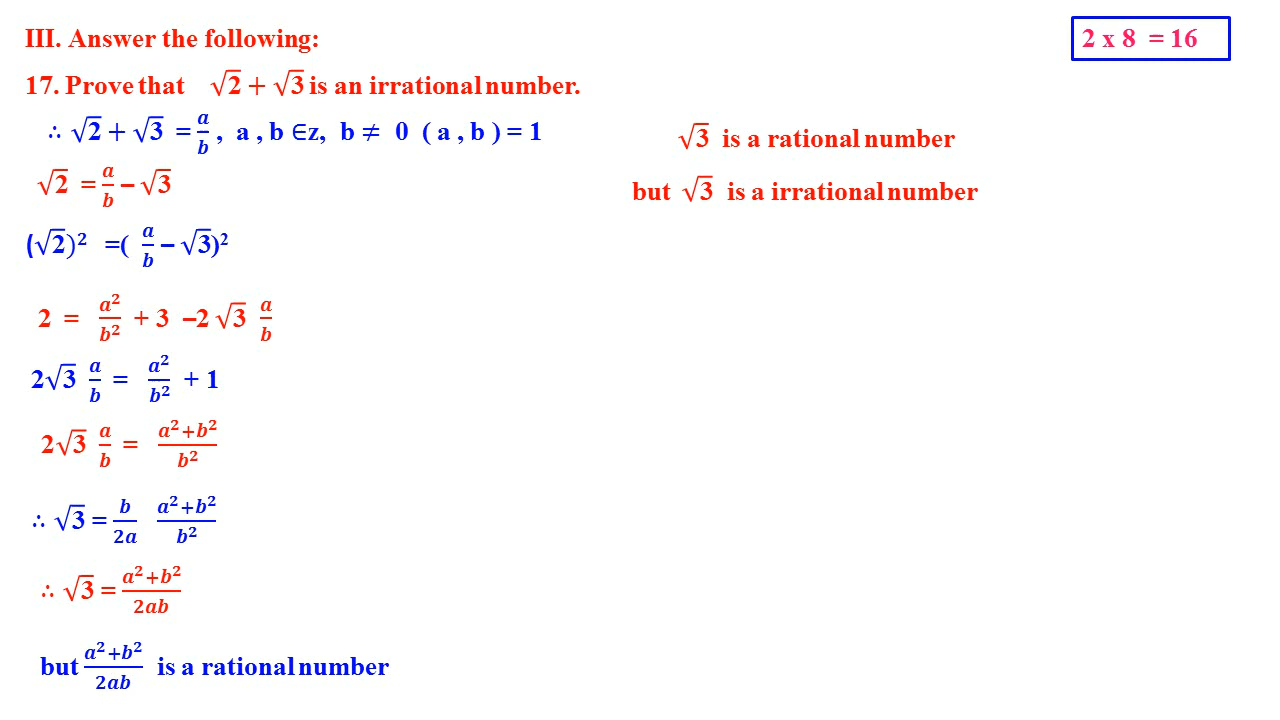 III. Answer the following:
2 x 8 = 16
17. Prove that √2 + √3 is an irrational number.
∴ √2 + √3 = a/b , a , b ∈z, b ≠ 0 ( a , b ) = 1
√2 = a/b – √3
(√2)² =( a/b – √3)²
2 = a²/b² + 3 –2 √3 a/b
2√3 a/b = a²/b² + 1
2√3 a/b = a²+b²/b²
∴ √3 = b/2a a²+b²/b²
∴ √3 = a²+b²/2ab
but a²+b²/2ab is a rational number
√3 is a rational number
but √3 is a irrational number